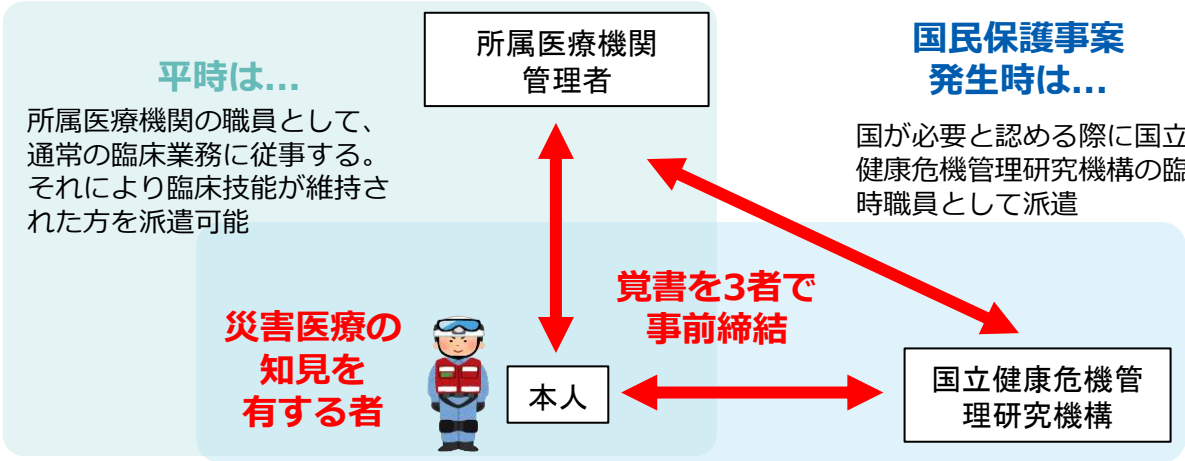 平時は...
所属医療機関の職員として、
通常の臨床業務に従事する。
それにより臨床技能が維持さ
れた方を派遣可能
所属医療機関
管理者
国民保護事案
発生時は...
国が必要と認める際に国立
健康危機管理研究機構の臨
時職員として派遣
覚書を3者で
事前締結
災害医療の
知見を
有する者
本人
国立健康危機管
理研究機構